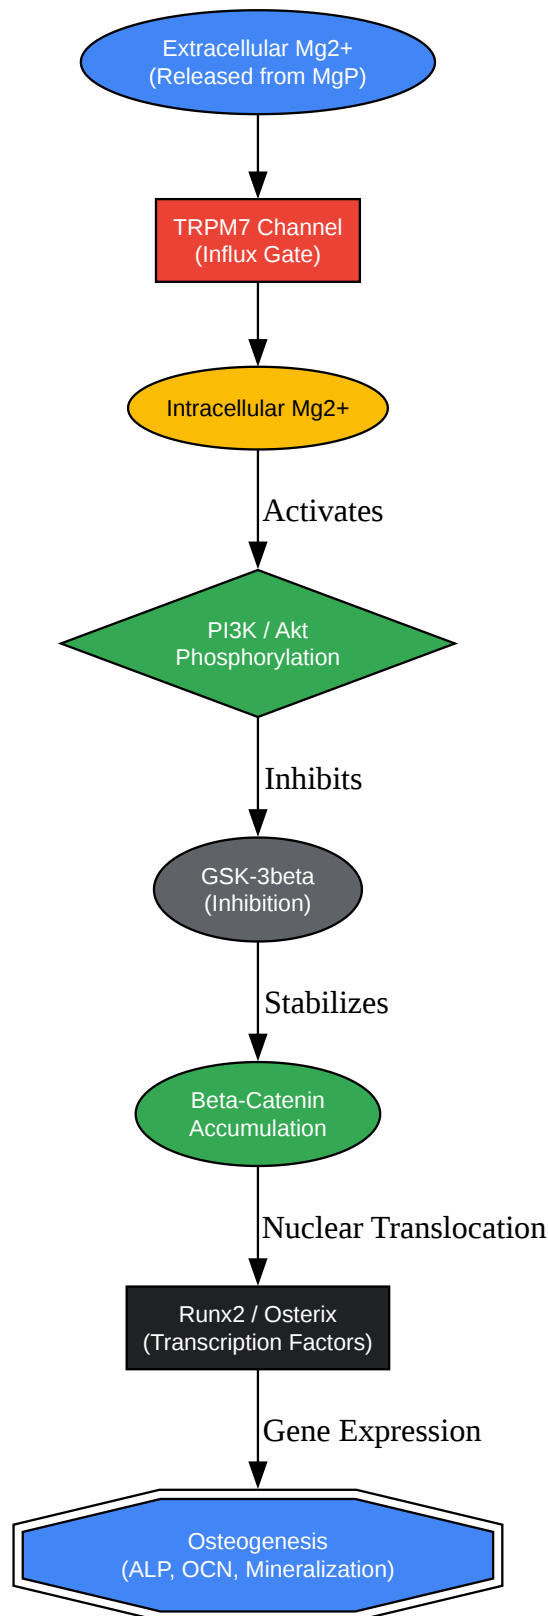 Extracellular Mg2+
(Released from MgP)
TRPM7 Channel
(Influx Gate)
Intracellular Mg2+
Activates
PI3K / Akt
Phosphorylation
Inhibits
GSK-3beta
(Inhibition)
Stabilizes
Beta-Catenin
Accumulation
Nuclear Translocation
Runx2 / Osterix
(Transcription Factors)
Gene Expression
Osteogenesis
(ALP, OCN, Mineralization)